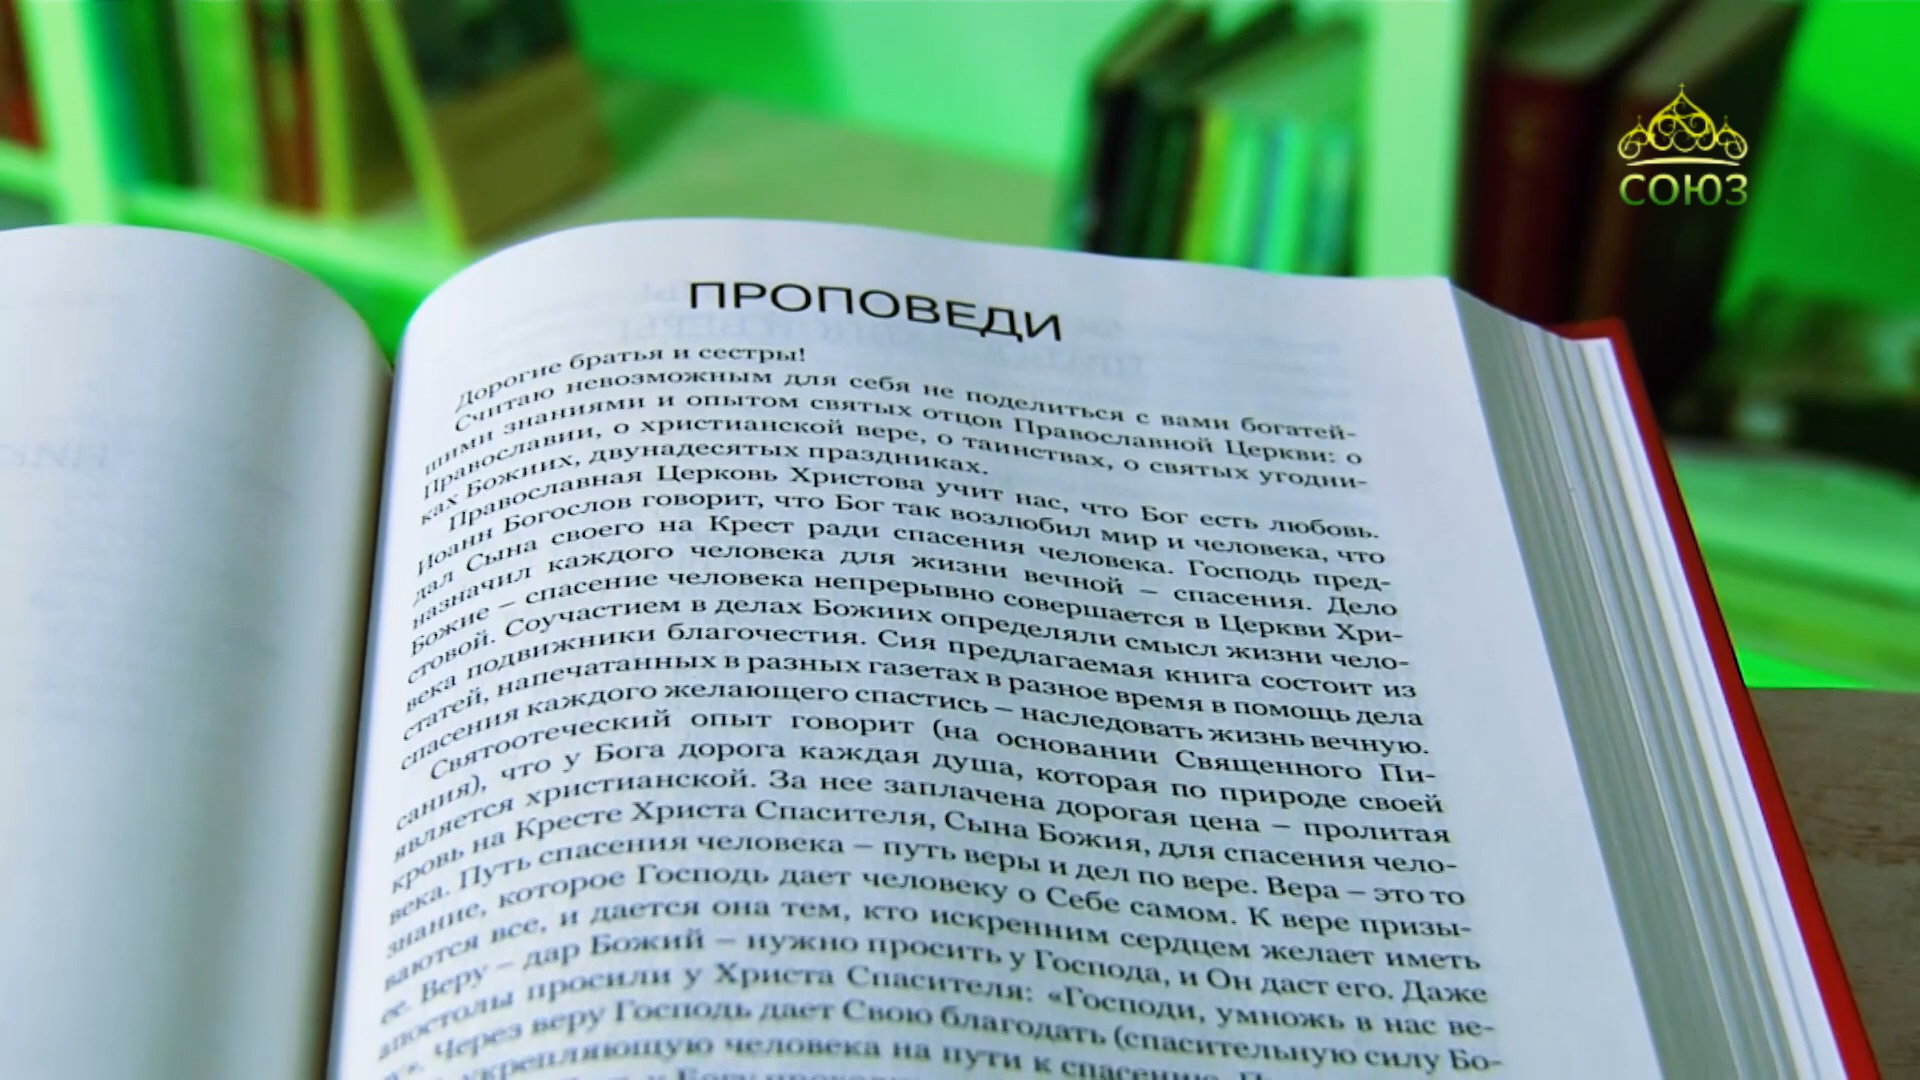 СОЮЗ
ПРОПОВЕДИ
Дорогие братья и сестры!
Считаю невозможным для себя не поделиться с вами богатей-
шими знаниями и опытом святых отцов Православной Церкви: о
Православии, о христианской вере, о таинствах, о святых угодни-
ках Божиих, двунадесятых праздниках.
Православная Церковь Христова учит нас, что Бог есть любовь.
Иоанн Богослов говорит, что Бог так возлюбил мир и человека, что
дал Сына своего на Крест ради спасения человека. Господь пред-
назначил каждого человека для жизни вечной – спасения. Дело
Божие – спасение человека непрерывно совершается в Церкви Хри-
стовой. Соучастием в делах Божиих определяли смысл жизни чело-
века подвижники благочестия. Сия предлагаемая книга состоит из
статей, напечатанных в разных газетах в разное время в помощь дела
спасения каждого желающего спастись – наследовать жизнь вечную.
Святоотеческий опыт говорит (на основании Священного Пи-
сания), что у Бога дорога каждая душа, которая по природе своей
является христианской. За нее заплачена дорогая цена – пролитая
кровь на Кресте Христа Спасителя, Сына Божия, для спасения чело-
века. Путь спасения человека – путь веры и дел по вере. Вера – это то
знание, которое Господь дает человеку о Себе самом. К вере призы-
ваются все, и дается она тем, кто искренним сердцем желает иметь
ее. Веру – дар Божий – нужно просить у Господа, и Он даст его. Даже
апостолы просили у Христа Спасителя: «Господи, умножь в нас ве-
ру». Через веру Господь дает Свою благодать (спасительную силу Бо-
укрепляющую человека на пути к спасению.